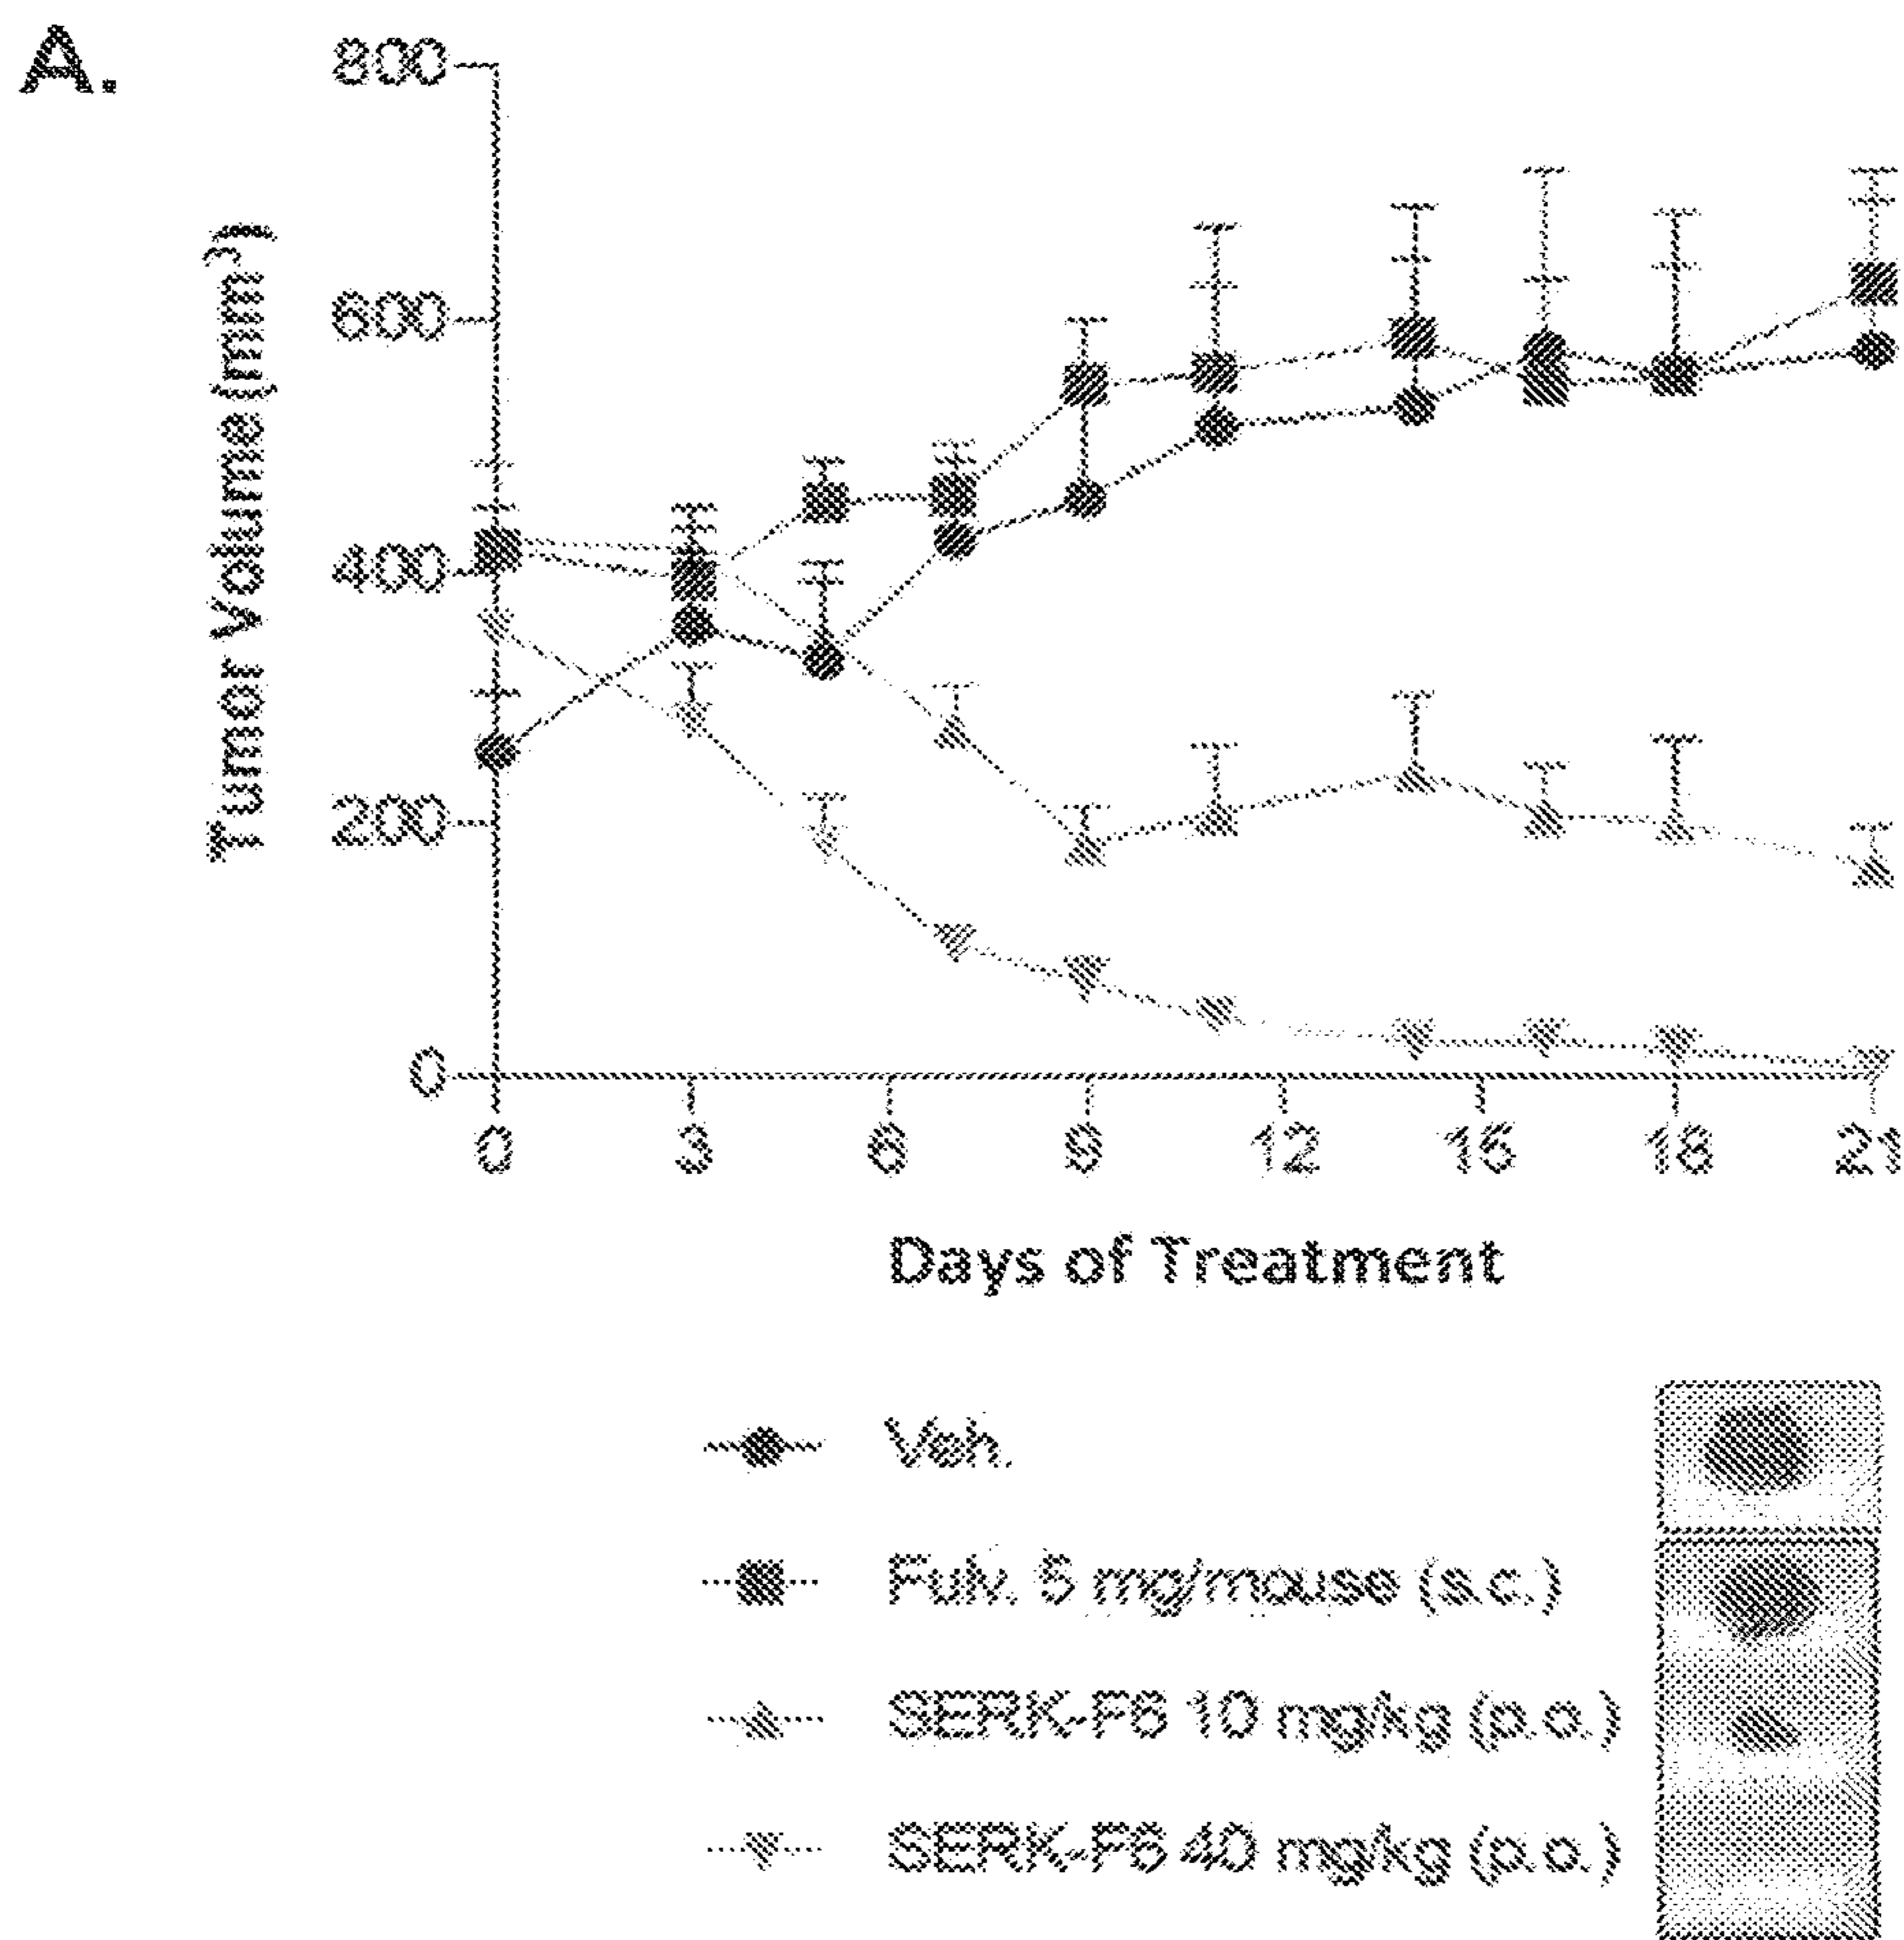 A.
Tumor Volume (mm³)
800
600
400
200
0
0 3 6 9 12 15 18 21
Days of Treatment
Veh.
Fulv. 5 mg/mouse (s.c.)
SERK-F6 10 mg/kg (p.o.)
SERK-F6 40 mg/kg (p.o.)